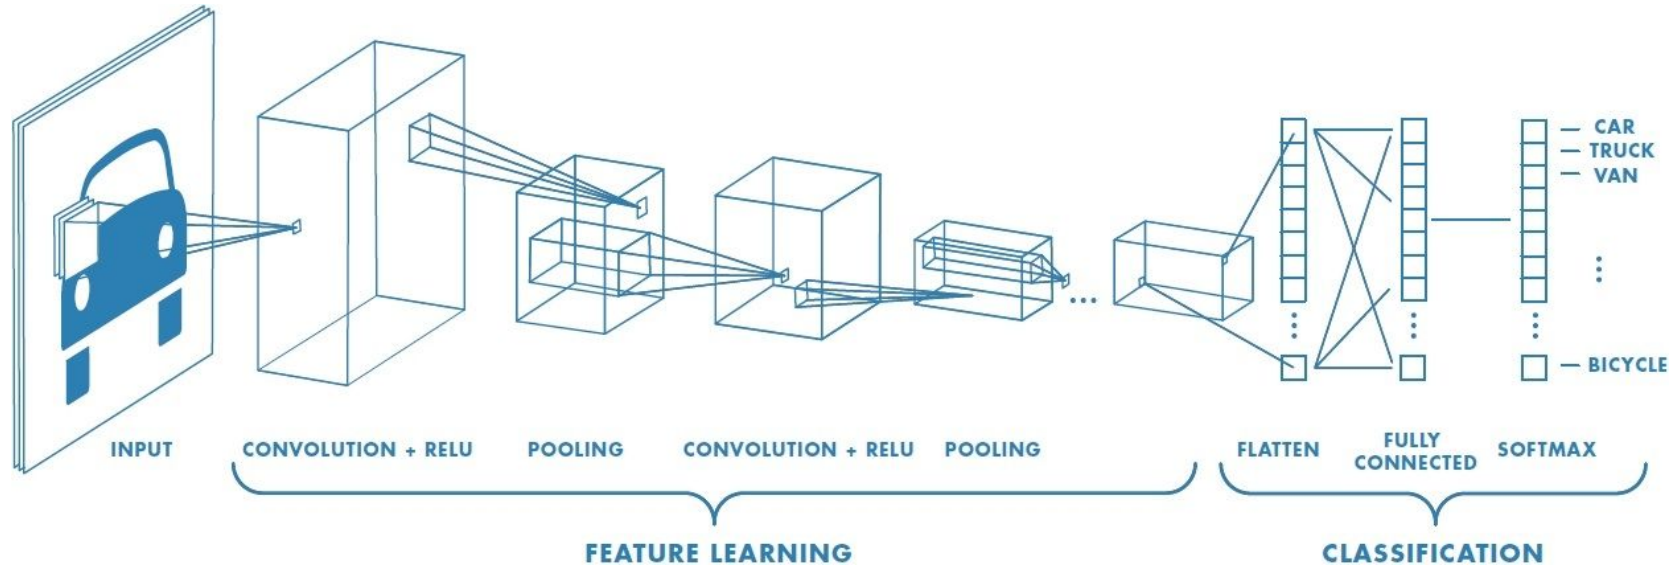 CAR
TRUCK
VAN
BICYCLE
INPUT
CONVOLUTION + RELU
POOLING
CONVOLUTION + RELU
POOLING
FLATTEN
FULLY
CONNECTED
SOFTMAX
FEATURE LEARNING
CLASSIFICATION